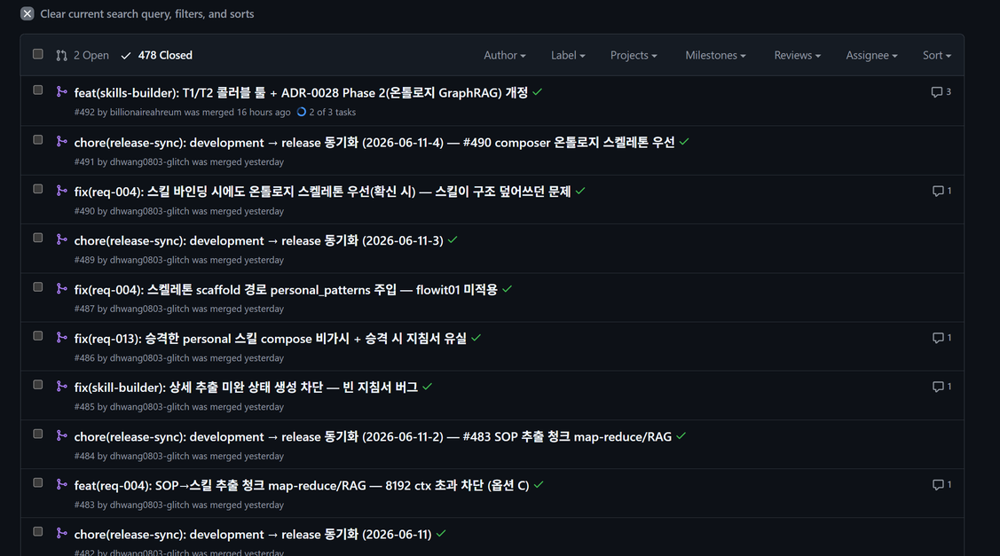 Clear current search query, filters, and sorts
2 Open 478 Closed Author Label Projects Milestones Reviews Assignee Sort
feat(skills-builder): T1/T2 콜러블 툴 + ADR-0028 Phase 2(온톨로지 GraphRAG) 개정 3
#492 by billionaireahreum was merged 16 hours ago 2 of 3 tasks
chore(release-sync): development → release 동기화 (2026-06-11-4) — #490 composer 온톨로지 스켈레톤 우선
#491 by dhwang0803-glitch was merged yesterday
fix(req-004): 스킬 바인딩 시에도 온톨로지 스켈레톤 우선(확신 시) — 스킬이 구조 덮어쓰던 문제 1
#490 by dhwang0803-glitch was merged yesterday
chore(release-sync): development → release 동기화 (2026-06-11-3)
#489 by dhwang0803-glitch was merged yesterday
fix(req-004): 스켈레톤 scaffold 경로 personal_patterns 주입 — flowit01 미적용
#487 by dhwang0803-glitch was merged yesterday
fix(req-013): 승격한 personal 스킬 compose 비가시 + 승격 시 지침서 유실 1
#486 by dhwang0803-glitch was merged yesterday
fix(skill-builder): 상세 추출 미완 상태 생성 차단 — 빈 지침서 버그 1
#485 by dhwang0803-glitch was merged yesterday
chore(release-sync): development → release 동기화 (2026-06-11-2) — #483 SOP 추출 청크 map-reduce/RAG
#484 by dhwang0803-glitch was merged yesterday
feat(req-004): SOP→스킬 추출 청크 map-reduce/RAG — 8192 ctx 초과 차단 (옵션 C) 1
#483 by dhwang0803-glitch was merged yesterday
chore(release-sync): development → release 동기화 (2026-06-11)
#482 by dhwang0803-glitch was merged yesterday